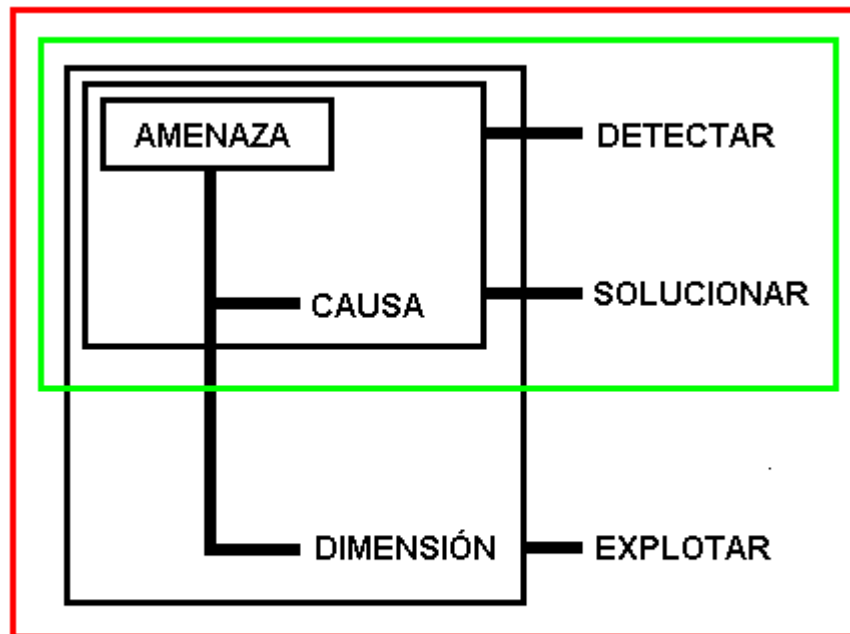 AMENAZA
DETECTAR
CAUSA
SOLUCIONAR
DIMENSIÓN
EXPLOTAR